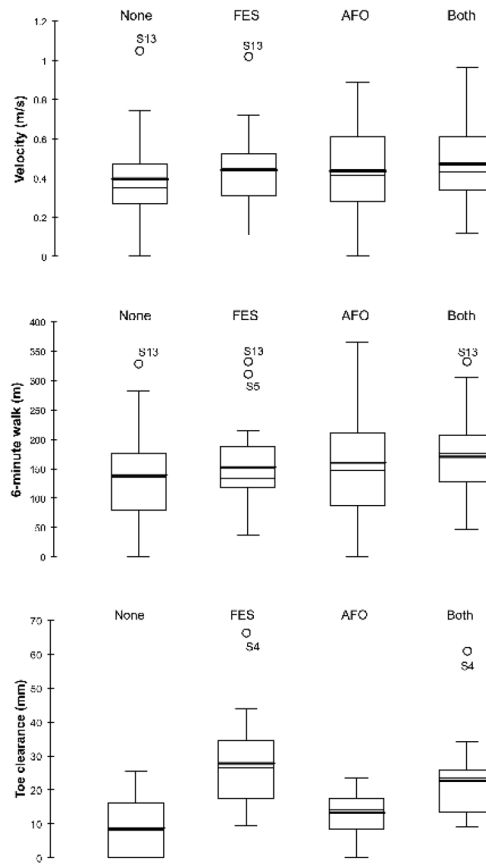 None FES AFO Both
1.2
S13 S13
1
0.8
Velocity (m/s)
0.6
0.4
0.2
0
None FES AFO Both
400
350
S13 S13 S13
300
S5
250
6-minute walk (m)
200
150
100
50
0
None FES AFO Both
70
60
S4 S4
50
Toe clearance (mm)
40
30
20
10
0